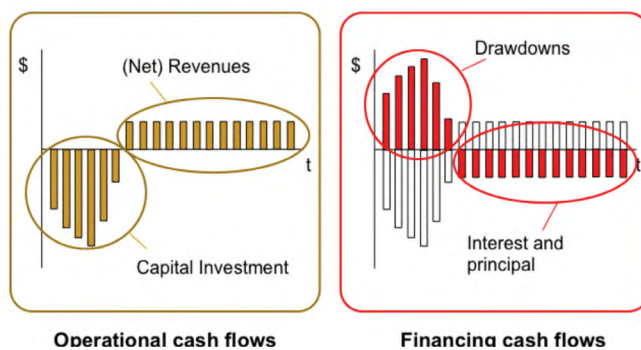 $
(Net) Revenues
t
Capital Investment
Operational cash flows
$
Drawdowns
t
Interest and
principal
Financing cash flows